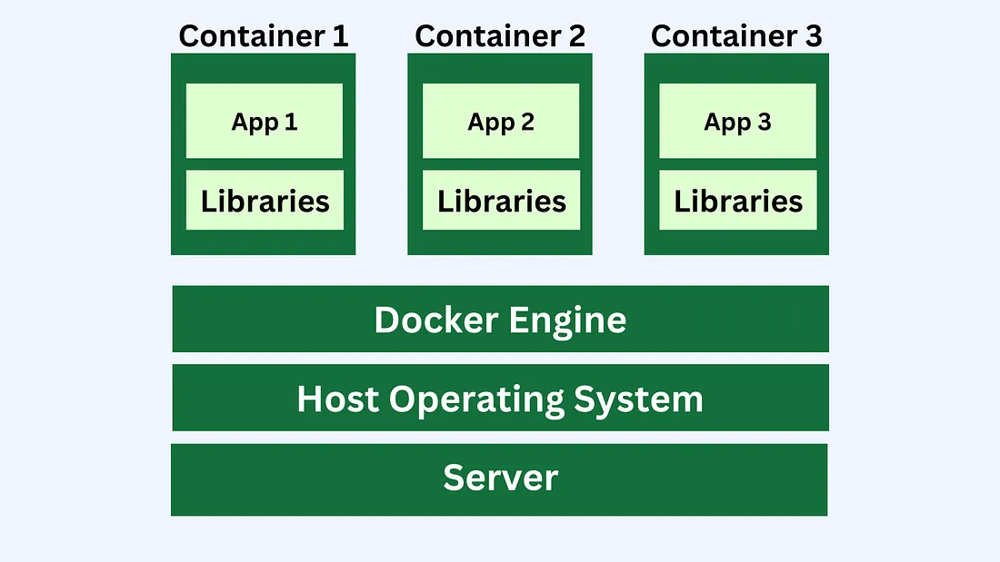 Container 1
Container 2
Container 3
App 1
App 2
App 3
Libraries
Libraries
Libraries
Docker Engine
Host Operating System
Server